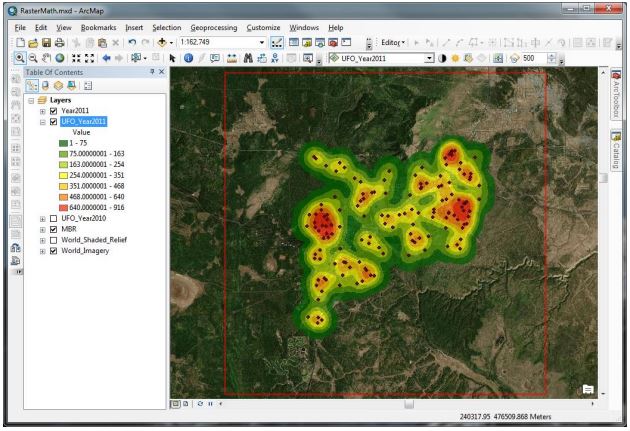 RasterMath.mxd - ArcMap
File Edit View Bookmarks Insert Selection Geoprocessing Customize Windows Help
1:162,749 Editor
UFO_Year2011 500
Table Of Contents
Layers
Year2011
UFO_Year2011
Value
1 - 75
75.00000001 - 163
163.0000001 - 254
254.0000001 - 351
351.0000001 - 468
468.0000001 - 640
640.0000001 - 916
UFO_Year2010
MBR
World_Shaded_Relief
World_Imagery
ArcToolbox
Catalog
240317.95 476509.868 Meters